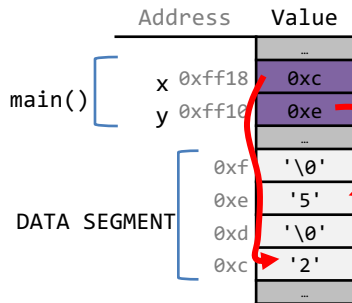 Address Value
…
x 0xff18 0xc
main()
y 0xff10 0xe
…
0xf '\0'
0xe '5'
DATA SEGMENT
0xd '\0'
0xc '2'